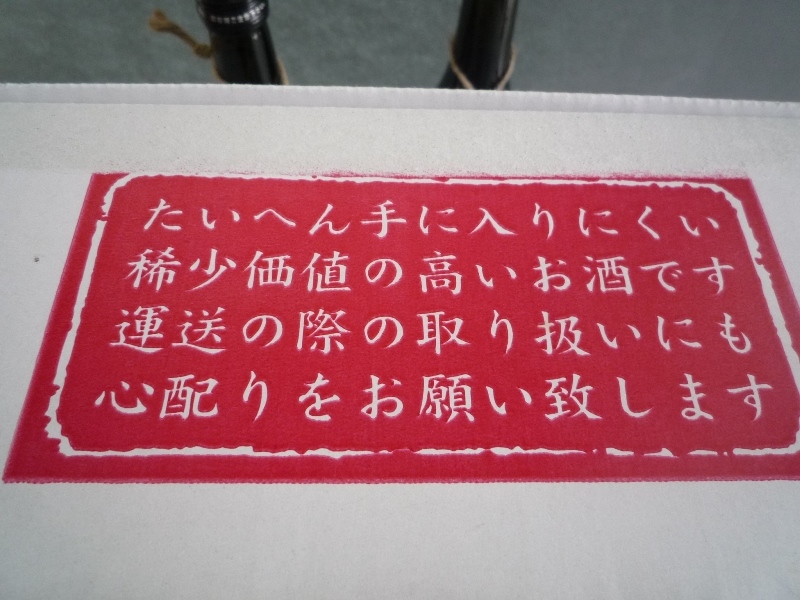 たいへん手に入りにくい
稀少価値の高いお酒です
運送の際の取り扱いにも
心配りをお願い致します